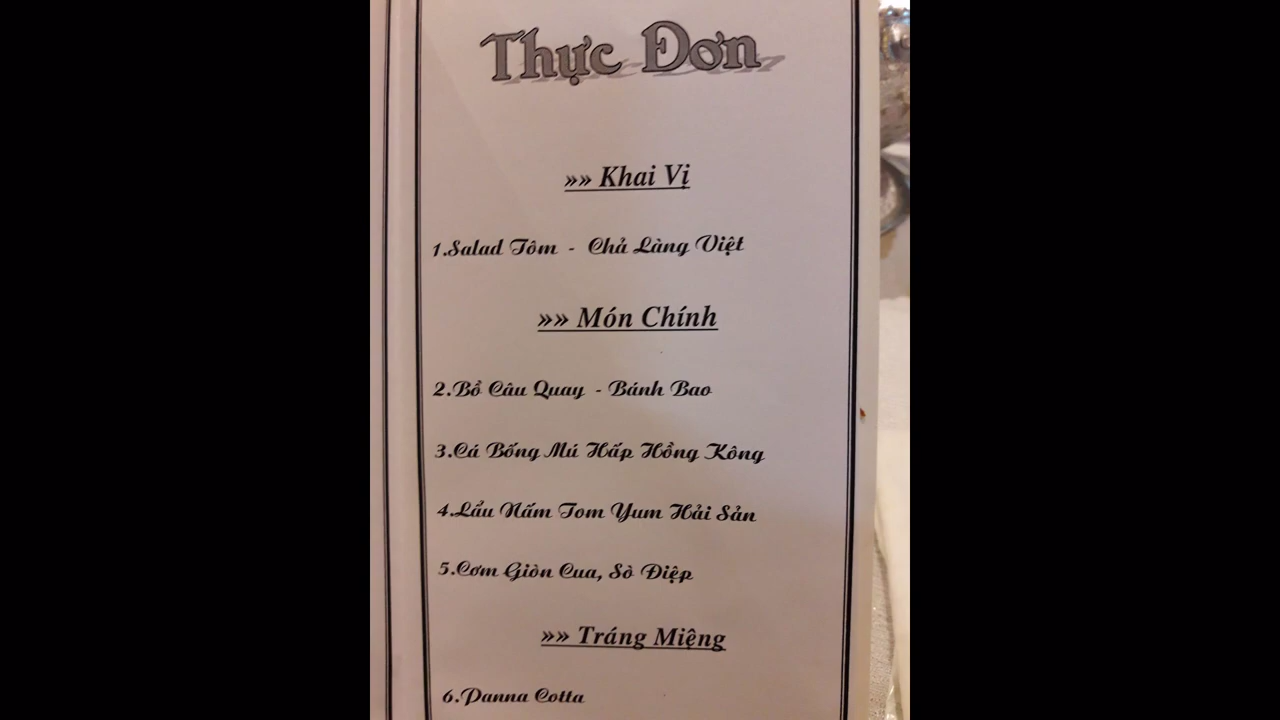 Thực Đơn
»» Khai Vị
1.Salad Tôm - Chả Làng Việt
»» Món Chính
2.Bồ Câu Quay - Bánh Bao
3.Cá Bống Mú Hấp Hồng Kông
4.Lẩu Nấm Tom Yum Hải Sản
5.Cơm Giòn Cua, Sò Điệp
»» Tráng Miệng
6.Panna Cotta